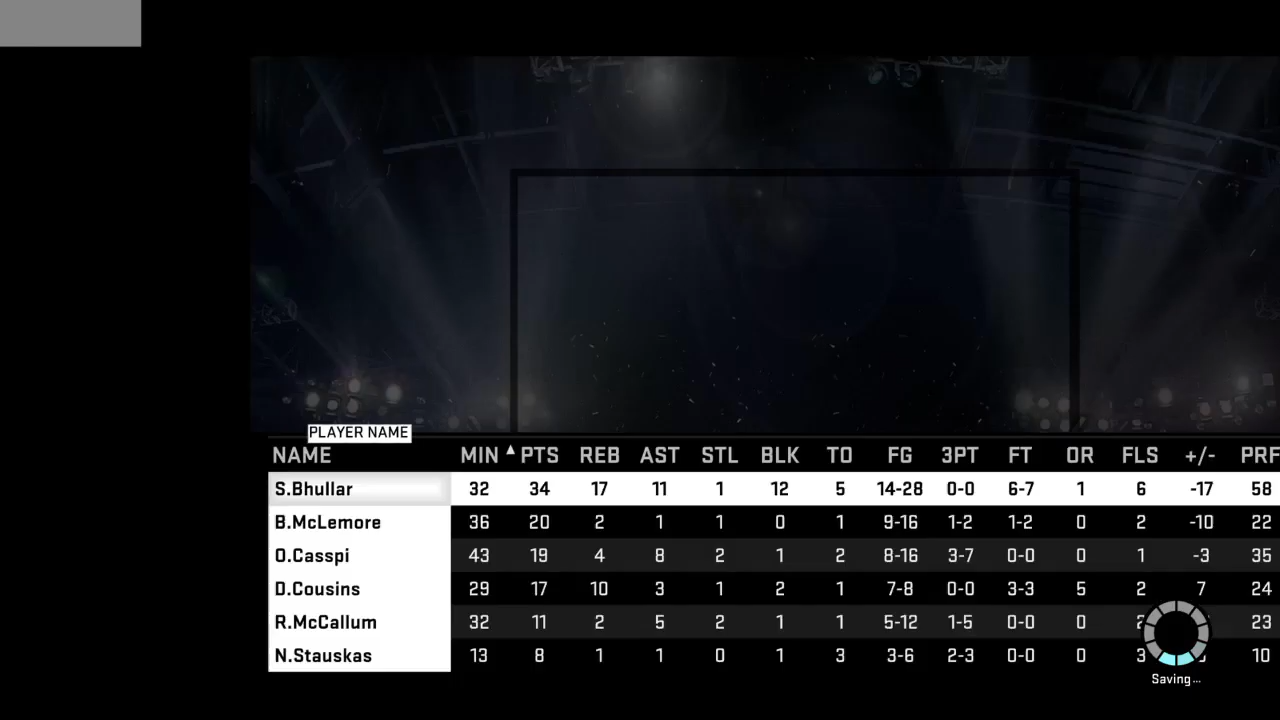 PLAYER NAME
NAME MIN ▲ PTS REB AST STL BLK TO FG 3PT FT OR FLS +/- PRF
S.Bhullar 32 34 17 11 1 12 5 14-28 0-0 6-7 1 6 -17 58
B.McLemore 36 20 2 1 1 0 1 9-16 1-2 1-2 0 2 -10 22
O.Casspi 43 19 4 8 2 1 2 8-16 3-7 0-0 0 1 -3 35
D.Cousins 29 17 10 3 1 2 1 7-8 0-0 3-3 5 2 7 24
R.McCallum 32 11 2 5 2 1 1 5-12 1-5 0-0 0 23
N.Stauskas 13 8 1 1 0 1 3 3-6 2-3 0-0 0 3 10
Saving...